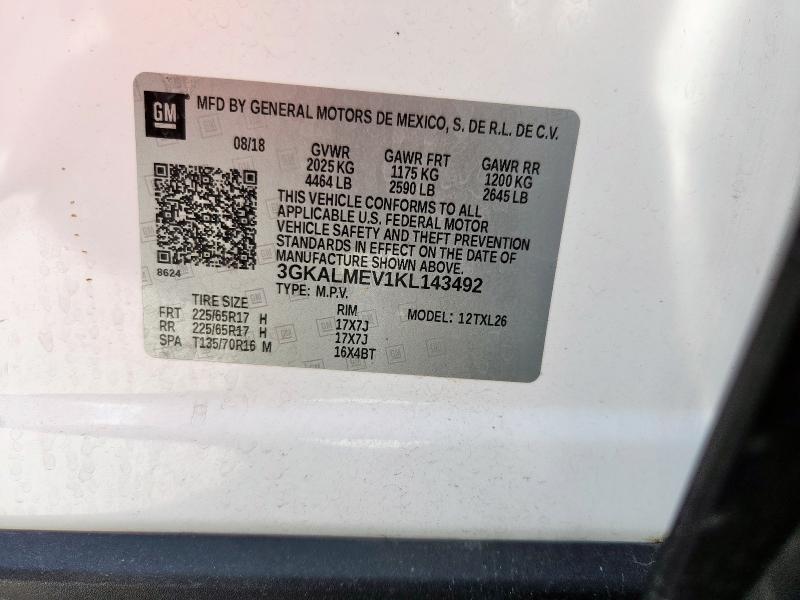 GM MFD BY GENERAL MOTORS DE MEXICO, S. DE R.L. DE C.V.
08/18 GVWR GAWR FRT GAWR RR
2025 KG 1175 KG 1200 KG
4464 LB 2590 LB 2645 LB
THIS VEHICLE CONFORMS TO ALL
APPLICABLE U.S. FEDERAL MOTOR
VEHICLE SAFETY AND THEFT PREVENTION
STANDARDS IN EFFECT ON THE DATE OF
MANUFACTURE SHOWN ABOVE.
8624
3GKALMEV1KL143492
TYPE: M.P.V.
TIRE SIZE RIM MODEL: 12TXL26
FRT 225/65R17 H 17X7J
RR 225/65R17 H 17X7J
SPA T135/70R16 M 16X4BT